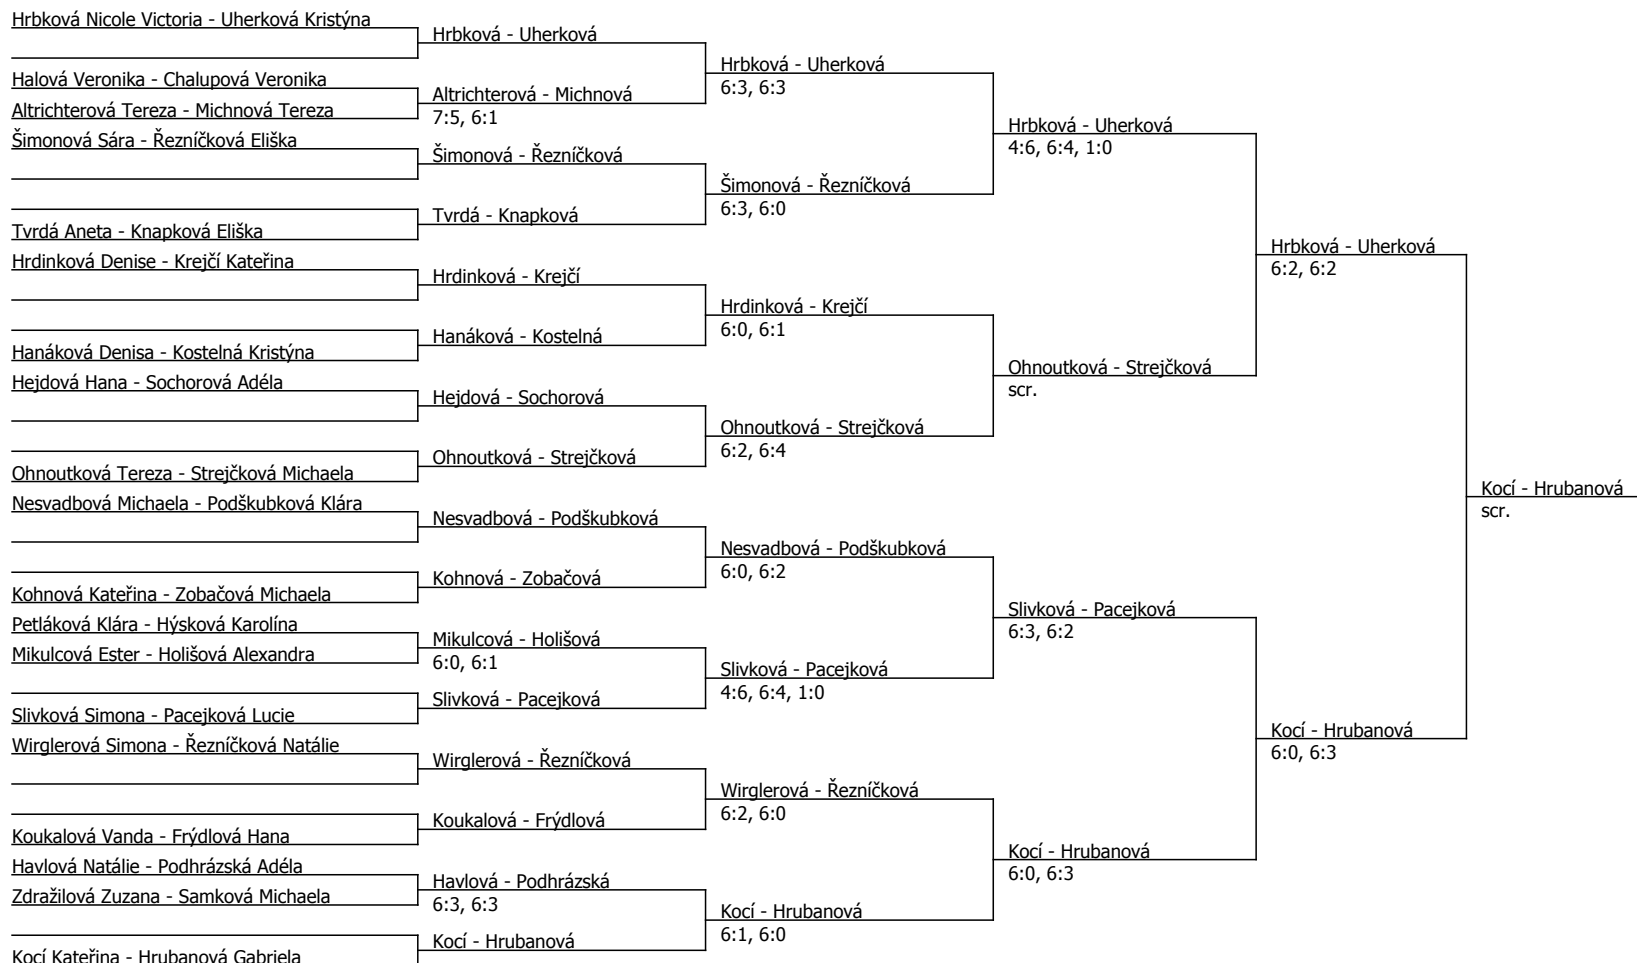 Hrbková Nicole Victoria - Uherková Kristýna
Halová Veronika - Chalupová Veronika
Altrichterová Tereza - Michnová Tereza
Šimonová Sára - Řezníčková Eliška
Tvrdá Aneta - Knapková Eliška
Hrdinková Denise - Krejčí Kateřina
Hanáková Denisa - Kostelná Kristýna
Hejdová Hana - Sochorová Adéla
Ohnoutková Tereza - Strejčková Michaela
Nesvadbová Michaela - Podškubková Klára
Kohnová Kateřina - Zobačová Michaela
Petláková Klára - Hýsková Karolína
Mikulcová Ester - Holišová Alexandra
Slivková Simona - Pacejková Lucie
Wirglerová Simona - Řezníčková Natálie
Koukalová Vanda - Frýdlová Hana
Havlová Natálie - Podhrázská Adéla
Zdražilová Zuzana - Samková Michaela
Kocí Kateřina - Hrubanová Gabriela
Hrbková - Uherková
Altrichterová - Michnová
7:5, 6:1
Šimonová - Řezníčková
Tvrdá - Knapková
Hrdinková - Krejčí
Hanáková - Kostelná
Hejdová - Sochorová
Ohnoutková - Strejčková
Nesvadbová - Podškubková
Kohnová - Zobačová
Mikulcová - Holišová
6:0, 6:1
Slivková - Pacejková
Wirglerová - Řezníčková
Koukalová - Frýdlová
Havlová - Podhrázská
6:3, 6:3
Kocí - Hrubanová
Hrbková - Uherková
6:3, 6:3
Šimonová - Řezníčková
6:3, 6:0
Hrdinková - Krejčí
6:0, 6:1
Ohnoutková - Strejčková
6:2, 6:4
Nesvadbová - Podškubková
6:0, 6:2
Slivková - Pacejková
4:6, 6:4, 1:0
Wirglerová - Řezníčková
6:2, 6:0
Kocí - Hrubanová
6:1, 6:0
Hrbková - Uherková
4:6, 6:4, 1:0
Ohnoutková - Strejčková
scr.
Slivková - Pacejková
6:3, 6:2
Kocí - Hrubanová
6:0, 6:3
Hrbková - Uherková
6:2, 6:2
Kocí - Hrubanová
6:0, 6:3
Kocí - Hrubanová
scr.